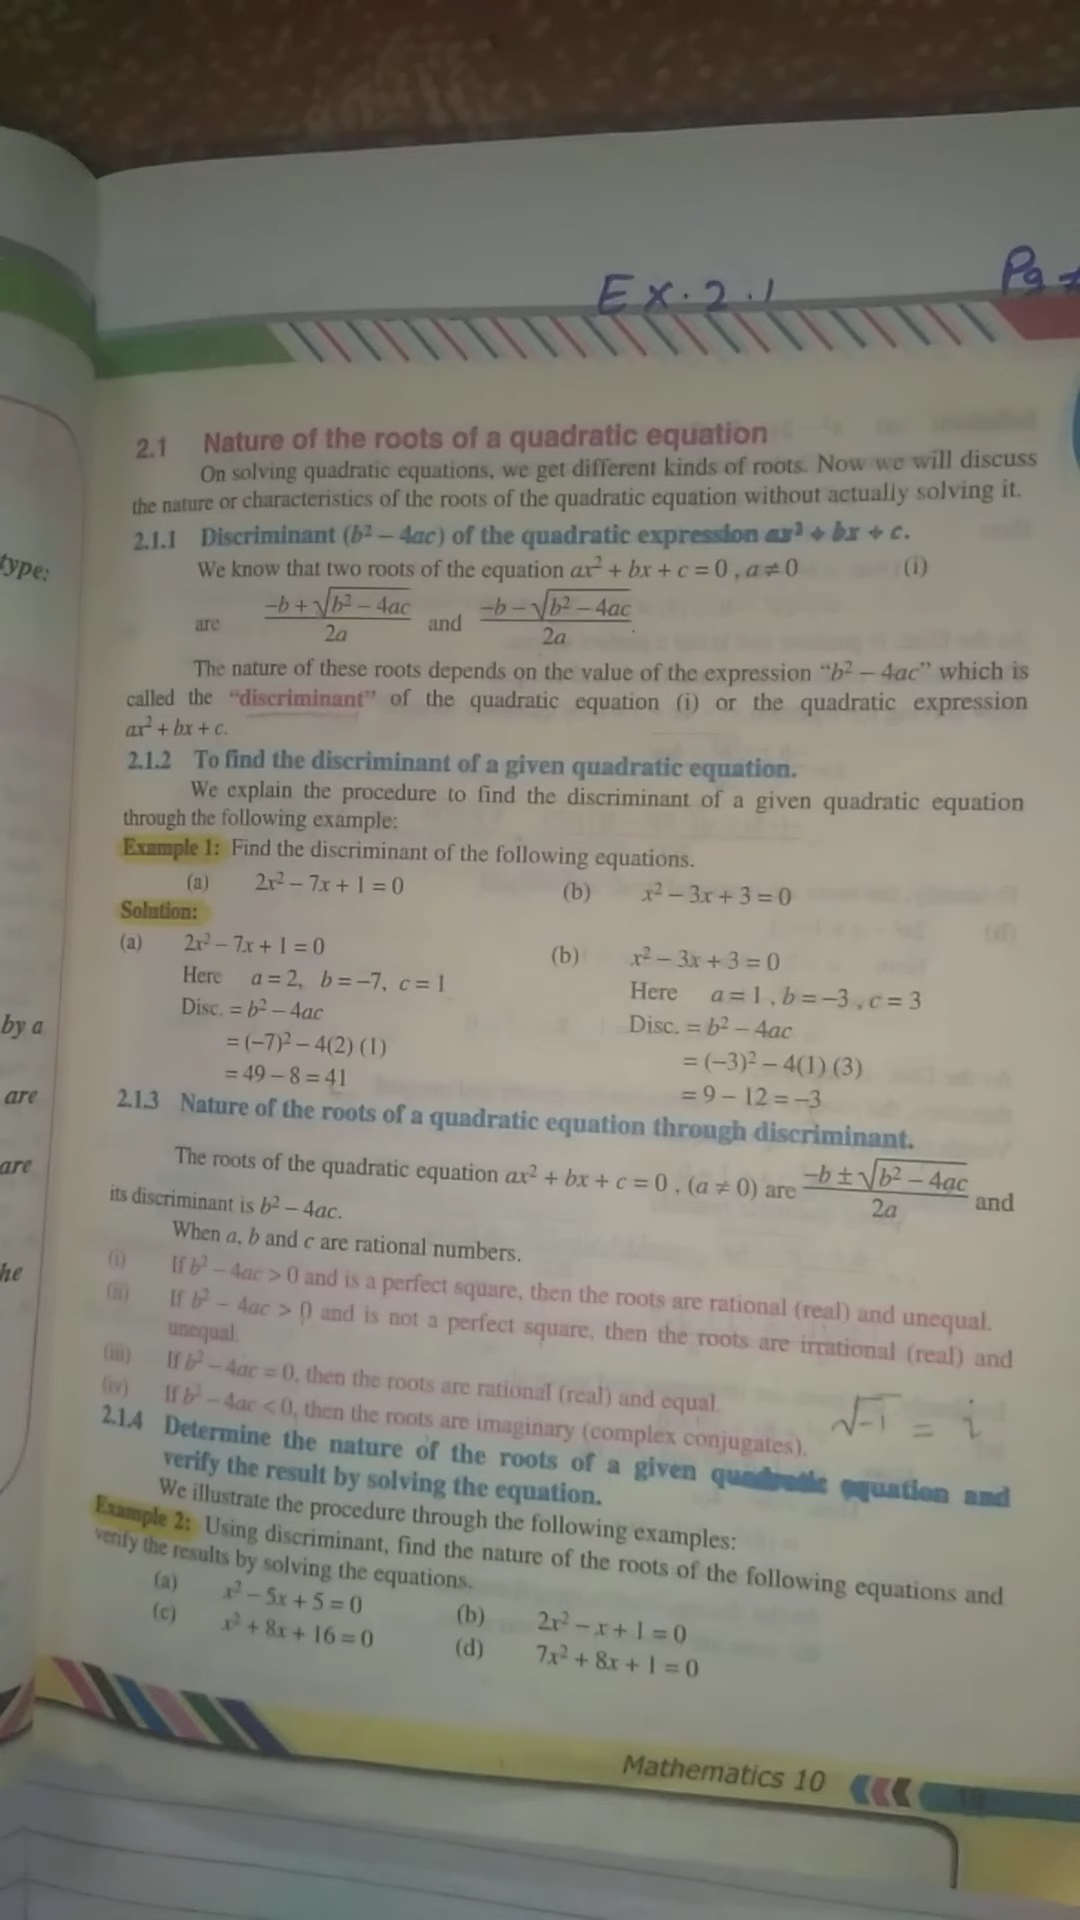 Ex. 2.1
Pg
2.1 Nature of the roots of a quadratic equation
On solving quadratic equations, we get different kinds of roots. Now we will discuss
the nature or characteristics of the roots of the quadratic equation without actually solving it.
2.1.1 Discriminant (b² – 4ac) of the quadratic expression ax² + bx + c.
We know that two roots of the equation ax² + bx + c = 0 , a ≠ 0 (i)
are (–b + √(b² – 4ac))/2a and (–b – √(b² – 4ac))/2a.
The nature of these roots depends on the value of the expression “b² – 4ac” which is
called the “discriminant” of the quadratic equation (i) or the quadratic expression
ax² + bx + c.
2.1.2 To find the discriminant of a given quadratic equation.
We explain the procedure to find the discriminant of a given quadratic equation
through the following example:
Example 1: Find the discriminant of the following equations.
(a) 2x² – 7x + 1 = 0 (b) x² – 3x + 3 = 0
Solution:
(a) 2x² – 7x + 1 = 0 (b) x² – 3x + 3 = 0
Here a = 2, b = –7, c = 1 Here a = 1 , b = –3 , c = 3
Disc. = b² – 4ac Disc. = b² – 4ac
= (–7)² – 4(2) (1) = (–3)² – 4(1) (3)
= 49 – 8 = 41 = 9 – 12 = –3
2.1.3 Nature of the roots of a quadratic equation through discriminant.
The roots of the quadratic equation ax² + bx + c = 0 , (a ≠ 0) are (–b ± √(b² – 4ac))/2a and
its discriminant is b² – 4ac.
When a, b and c are rational numbers.
(i) If b² – 4ac > 0 and is a perfect square, then the roots are rational (real) and unequal.
(ii) If b² – 4ac > 0 and is not a perfect square, then the roots are irrational (real) and
unequal.
(iii) If b² – 4ac = 0, then the roots are rational (real) and equal.
(iv) If b² – 4ac < 0, then the roots are imaginary (complex conjugates).
√-1 = i
2.1.4 Determine the nature of the roots of a given quadratic equation and
verify the result by solving the equation.
We illustrate the procedure through the following examples:
Example 2: Using discriminant, find the nature of the roots of the following equations and
verify the results by solving the equations.
(a) x² – 5x + 5 = 0 (b) 2x² – x + 1 = 0
(c) x² + 8x + 16 = 0 (d) 7x² + 8x + 1 = 0
Mathematics 10
type:
by a
are
are
he